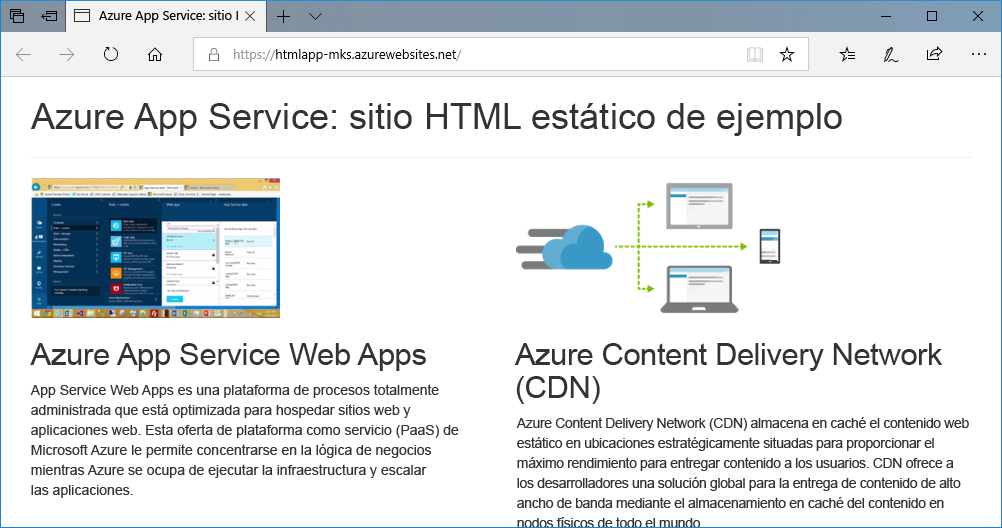 Azure App Service: sitio I
https://htmlapp-mks.azurewebsites.net/
Azure App Service: sitio HTML estático de ejemplo
Azure App Service Web Apps
App Service Web Apps es una plataforma de procesos totalmente
administrada que está optimizada para hospedar sitios web y
aplicaciones web. Esta oferta de plataforma como servicio (PaaS) de
Microsoft Azure le permite concentrarse en la lógica de negocios
mientras Azure se ocupa de ejecutar la infraestructura y escalar
las aplicaciones.
Azure Content Delivery Network
(CDN)
Azure Content Delivery Network (CDN) almacena en caché el contenido web
estático en ubicaciones estratégicamente situadas para proporcionar el
máximo rendimiento para entregar contenido a los usuarios. CDN ofrece a
los desarrolladores una solución global para la entrega de contenido de alto
ancho de banda mediante el almacenamiento en caché del contenido en
nodos físicos de todo el mundo